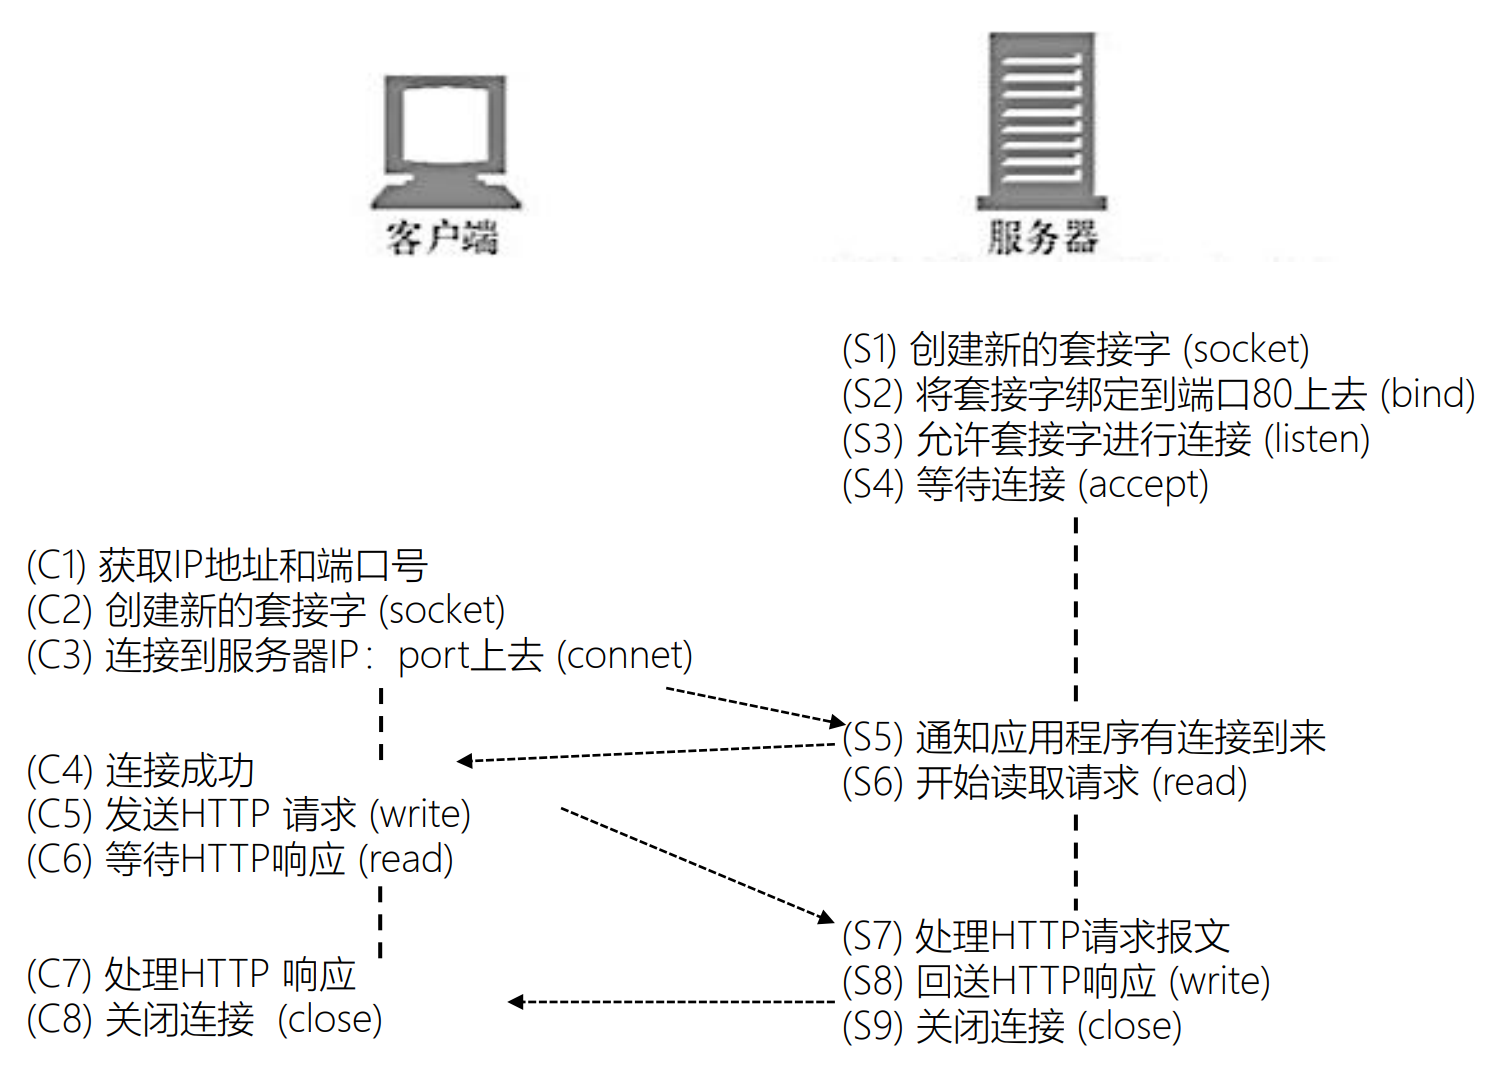 客户端
服务器
(S1) 创建新的套接字 (socket)
(S2) 将套接字绑定到端口80上去 (bind)
(S3) 允许套接字进行连接 (listen)
(S4) 等待连接 (accept)
(C1) 获取IP地址和端口号
(C2) 创建新的套接字 (socket)
(C3) 连接到服务器IP：port上去 (connet)
(S5) 通知应用程序有连接到来
(S6) 开始读取请求 (read)
(C4) 连接成功
(C5) 发送HTTP 请求 (write)
(C6) 等待HTTP响应 (read)
(S7) 处理HTTP请求报文
(S8) 回送HTTP响应 (write)
(S9) 关闭连接 (close)
(C7) 处理HTTP 响应
(C8) 关闭连接 (close)